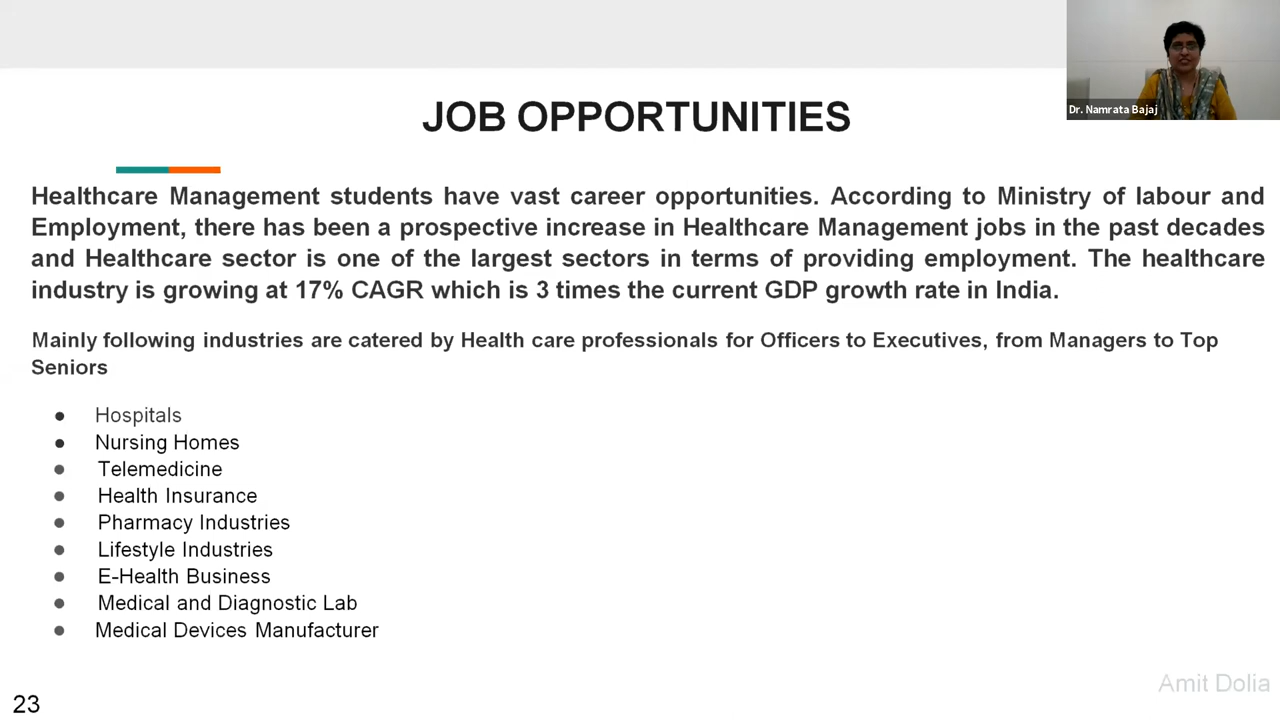 Dr. Namrata Bajaj
JOB OPPORTUNITIES
Healthcare Management students have vast career opportunities. According to Ministry of labour and
Employment, there has been a prospective increase in Healthcare Management jobs in the past decades
and Healthcare sector is one of the largest sectors in terms of providing employment. The healthcare
industry is growing at 17% CAGR which is 3 times the current GDP growth rate in India.
Mainly following industries are catered by Health care professionals for Officers to Executives, from Managers to Top
Seniors
● Hospitals
● Nursing Homes
● Telemedicine
● Health Insurance
● Pharmacy Industries
● Lifestyle Industries
● E-Health Business
● Medical and Diagnostic Lab
● Medical Devices Manufacturer
Amit Dolia
23